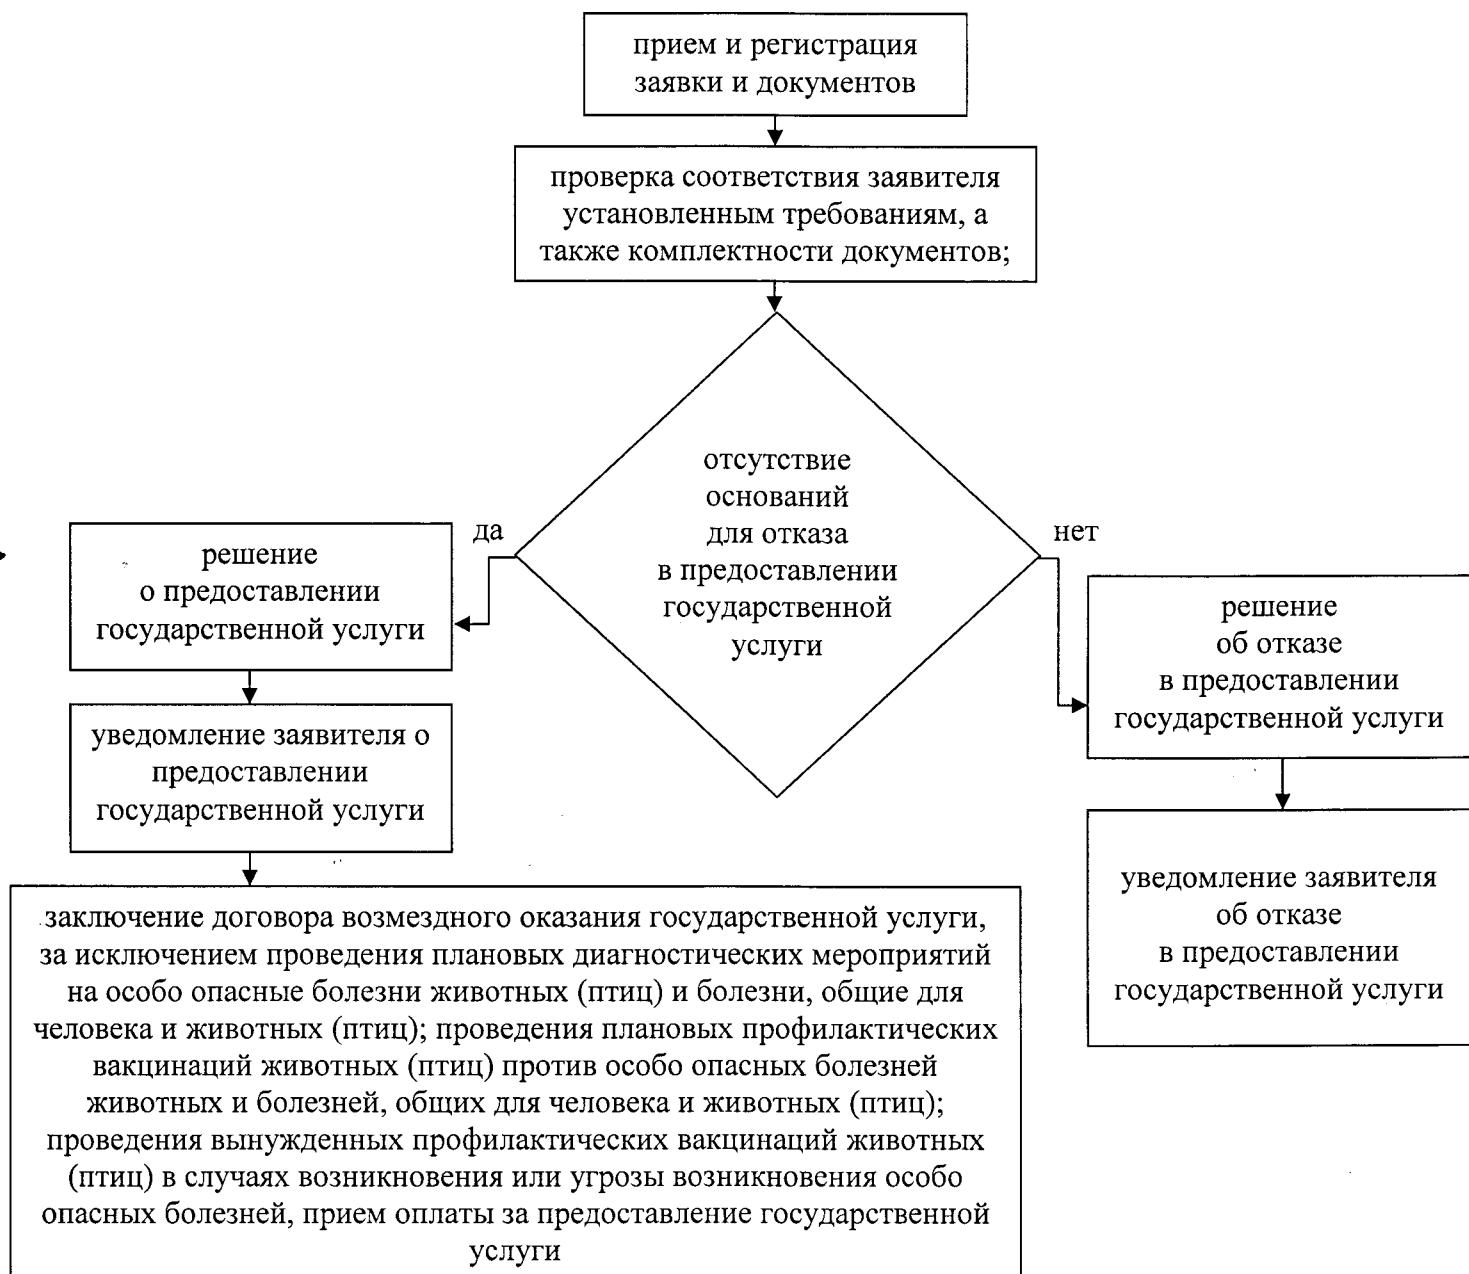 прием и регистрация
заявки и документов
проверка соответствия заявителя
установленным требованиям, а
также комплектности документов;
отсутствие
оснований
для отказа
в предоставлении
государственной
услуги
да
нет
решение
о предоставлении
государственной услуги
уведомление заявителя о
предоставлении
государственной услуги
решение
об отказе
в предоставлении
государственной услуги
уведомление заявителя
об отказе
в предоставлении
государственной услуги
заключение договора возмездного оказания государственной услуги,
за исключением проведения плановых диагностических мероприятий
на особо опасные болезни животных (птиц) и болезни, общие для
человека и животных (птиц); проведения плановых профилактических
вакцинаций животных (птиц) против особо опасных болезней
животных и болезней, общих для человека и животных (птиц);
проведения вынужденных профилактических вакцинаций животных
(птиц) в случаях возникновения или угрозы возникновения особо
опасных болезней, прием оплаты за предоставление государственной
услуги